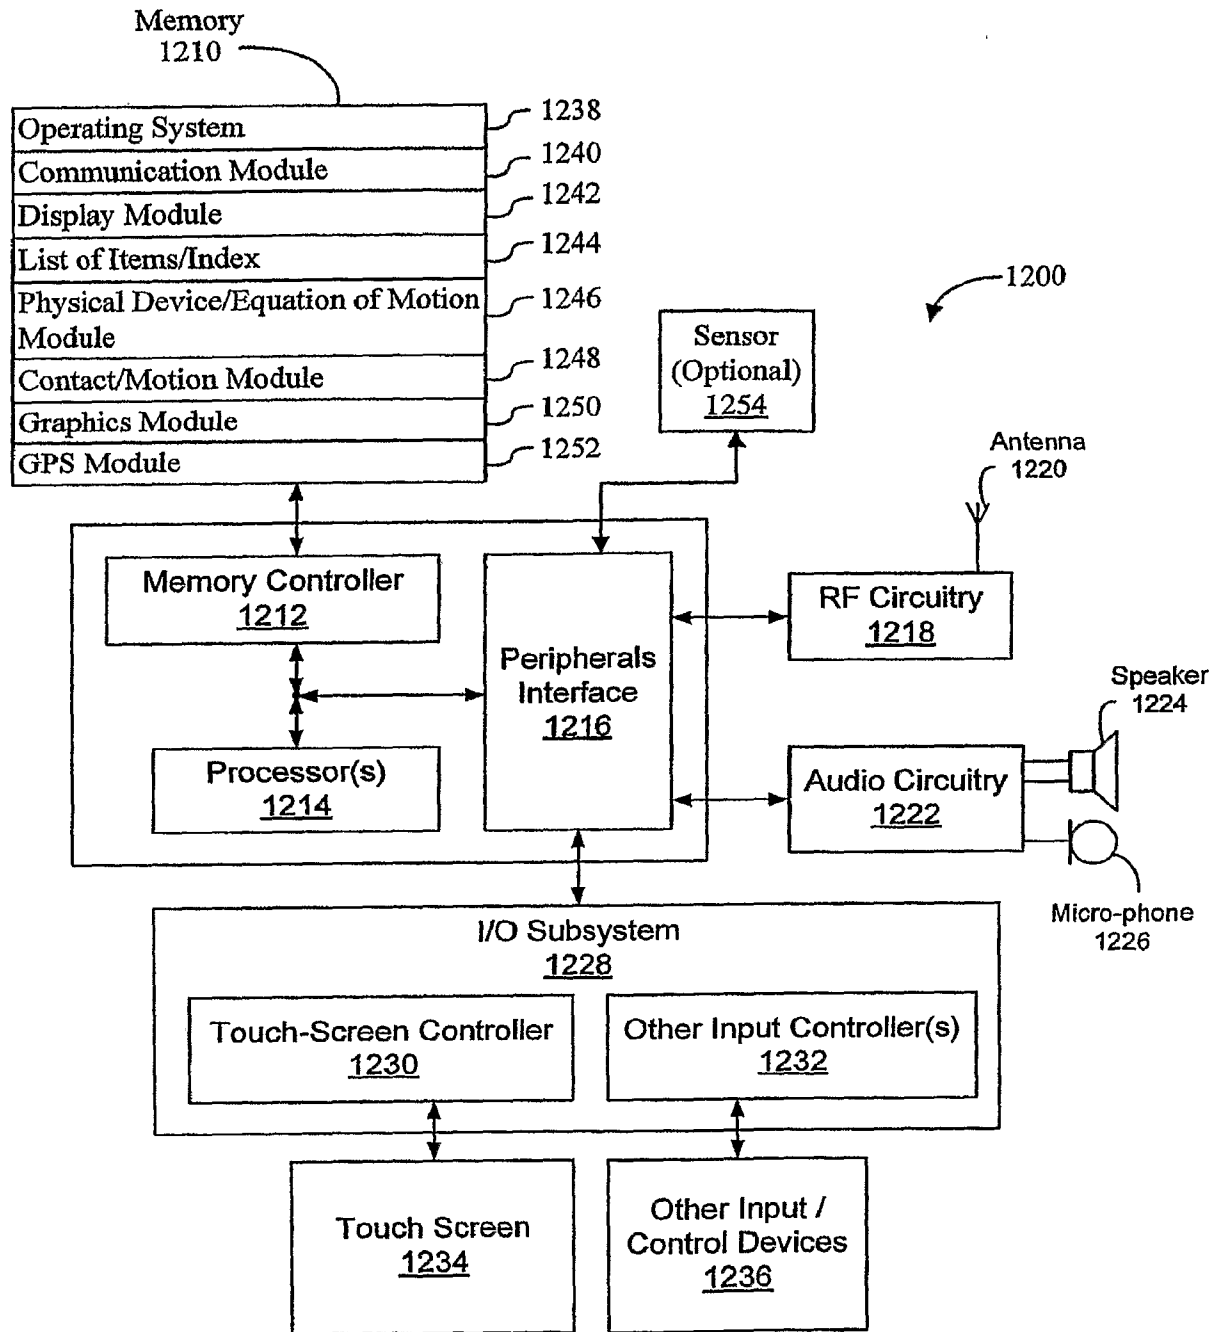 Memory
1210
Operating System
1238
Communication Module
1240
Display Module
1242
List of Items/Index
1244
Physical Device/Equation of Motion
Module
1246
Contact/Motion Module
1248
Graphics Module
1250
GPS Module
1252
1200
Sensor
(Optional)
1254
Antenna
1220
Memory Controller
1212
Peripherals
Interface
1216
RF Circuitry
1218
Processor(s)
1214
Speaker
1224
Audio Circuitry
1222
Micro-phone
1226
I/O Subsystem
1228
Touch-Screen Controller
1230
Other Input Controller(s)
1232
Touch Screen
1234
Other Input /
Control Devices
1236